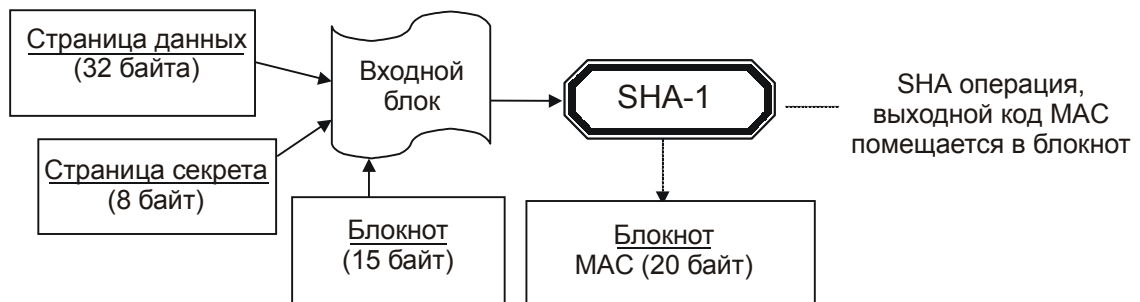 Страница данных
(32 байта)
Входной
блок
SHA-1
SHA операция,
выходной код MAC
помещается в блокнот
Страница секрета
(8 байт)
Блокнот
(15 байт)
Блокнот
MAC (20 байт)